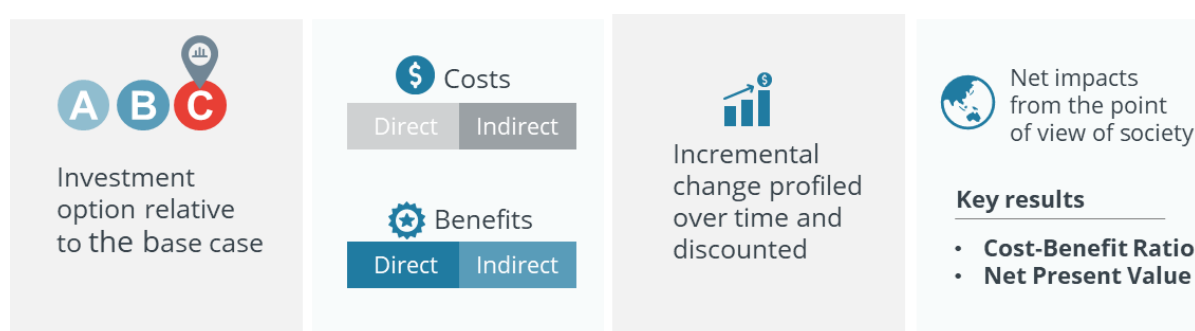 A B C
Investment
option relative
to the base case
$ Costs
Direct Indirect
Benefits
Direct Indirect
$
Incremental
change profiled
over time and
discounted
Net impacts
from the point
of view of society
Key results
• Cost-Benefit Ratio
• Net Present Value